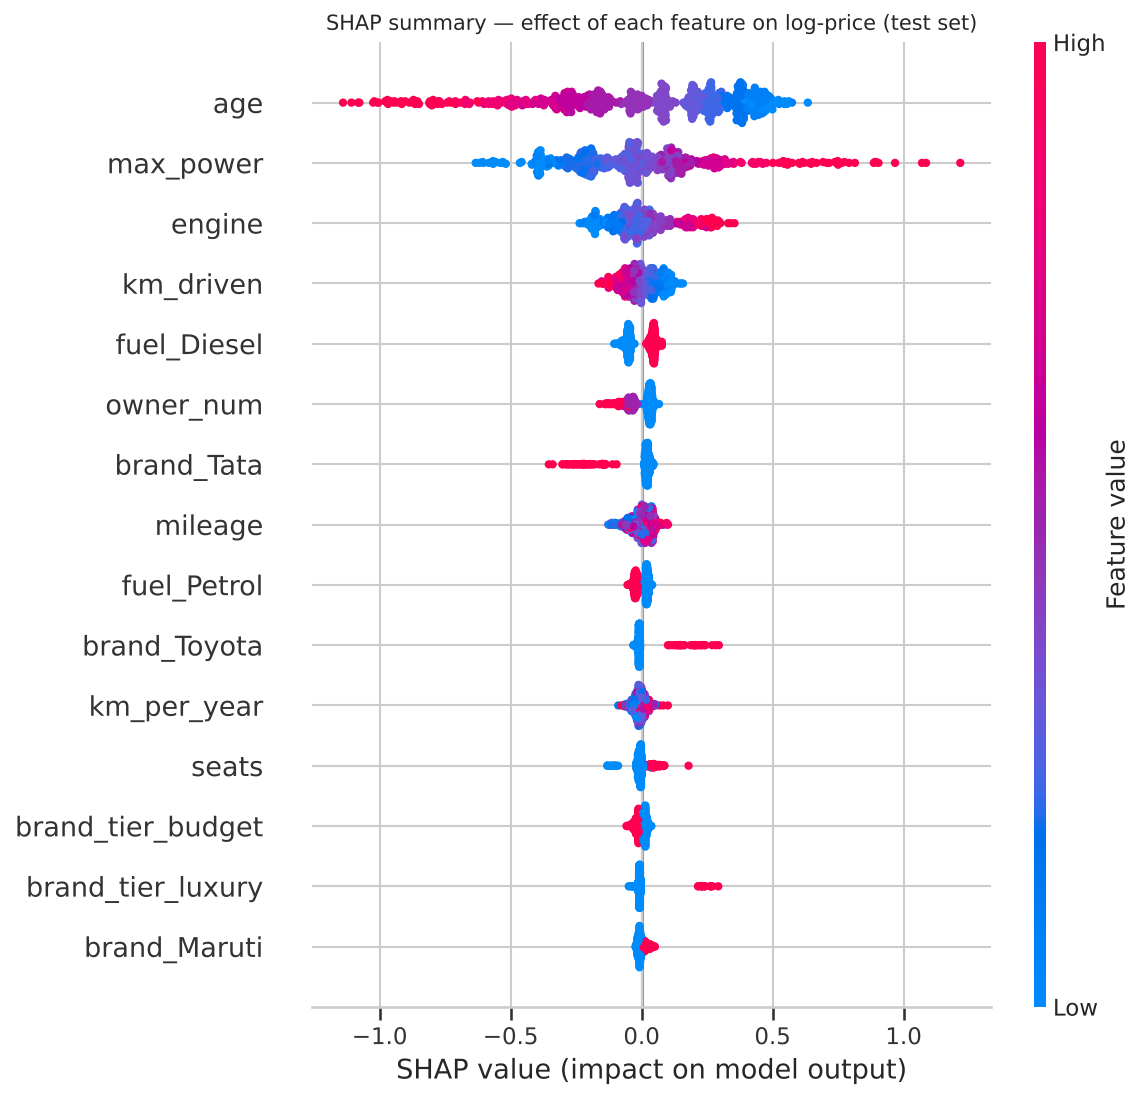 SHAP summary — effect of each feature on log-price (test set)
High
age
max_power
engine
km_driven
fuel_Diesel
owner_num
brand_Tata
mileage
fuel_Petrol
brand_Toyota
km_per_year
seats
brand_tier_budget
brand_tier_luxury
brand_Maruti
Feature value
Low
−1.0 −0.5 0.0 0.5 1.0
SHAP value (impact on model output)